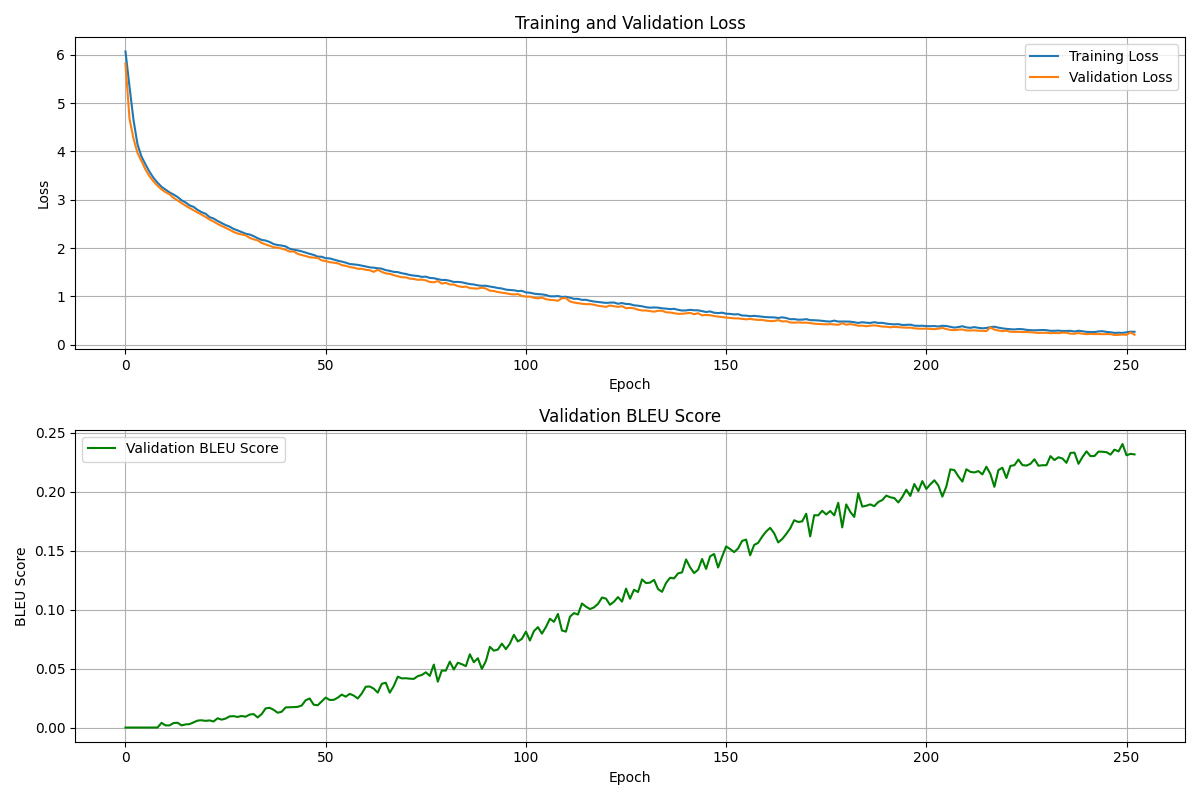 Training and Validation Loss
6
5
4
3
2
1
0
Loss
Training Loss
Validation Loss
0 50 100 150 200 250
Epoch
Validation BLEU Score
0.25
0.20
0.15
0.10
0.05
0.00
BLEU Score
Validation BLEU Score
0 50 100 150 200 250
Epoch